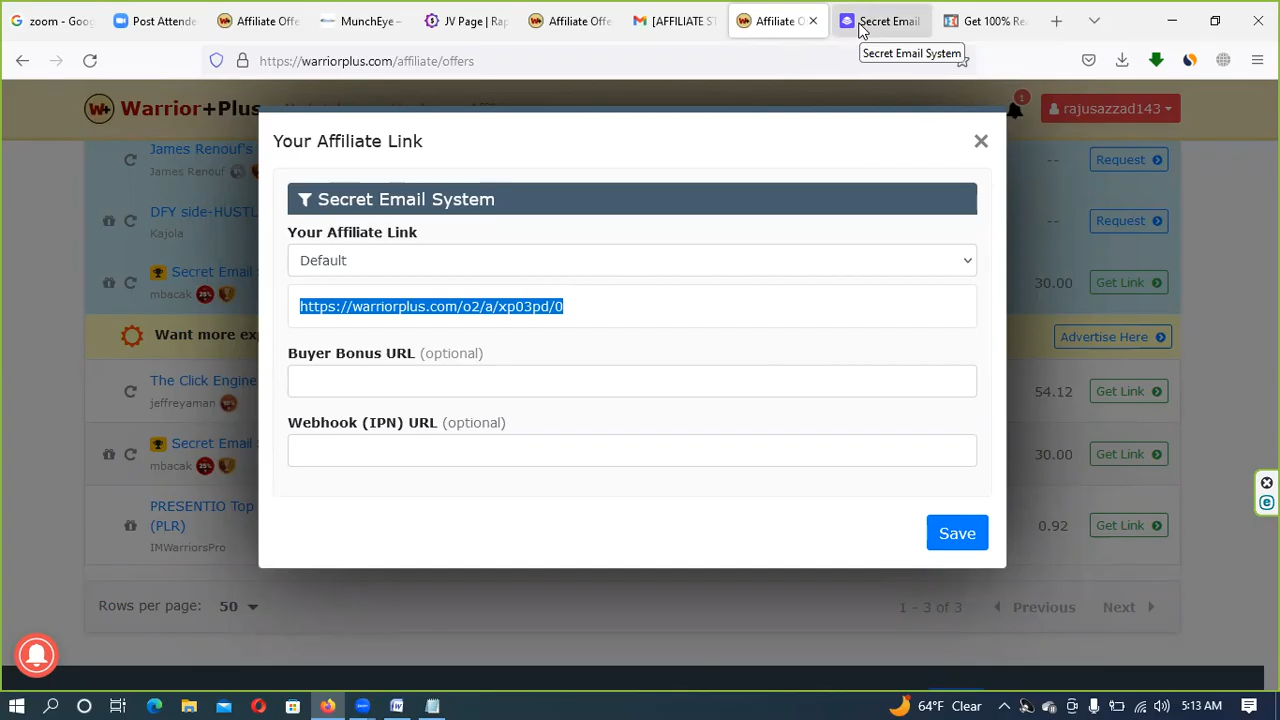 zoom - Goog
Post Attende
Affiliate Offe
MunchEye -
JV Page | Rap
Affiliate Offe
[AFFILIATE ST
Affiliate O
Secret Email
Get 100% Rea
https://warriorplus.com/affiliate/offers
Secret Email System
Warrior+Plus
1
rajusazzad143
Your Affiliate Link
James Renouf's
James Renouf
--
Request
Secret Email System
DFY side-HUSTL
Kajola
--
Request
Your Affiliate Link
Default
Secret Email
mbacak
30.00
Get Link
https://warriorplus.com/o2/a/xp03pd/0
Want more exp
Advertise Here
Buyer Bonus URL (optional)
The Click Engine
jeffreyaman
54.12
Get Link
Webhook (IPN) URL (optional)
Secret Email
mbacak
30.00
Get Link
PRESENTIO Top
(PLR)
IMWarriorsPro
0.92
Get Link
Save
Rows per page: 50
1 - 3 of 3
Previous
Next
64°F Clear
5:13 AM